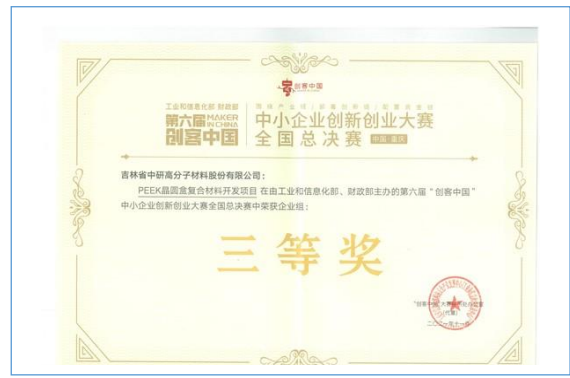 创客中国
工业和信息化部 财政部
第六届 MAKER IN CHINA
创客中国
中小企业创新创业大赛
全国总决赛 中国·重庆
吉林省中研高分子材料股份有限公司：
PEEK晶圆盒复合材料开发项目 在由工业和信息化部、财政部主办的第六届“创客中国”
中小企业创新创业大赛全国总决赛中荣获企业组：
三等奖